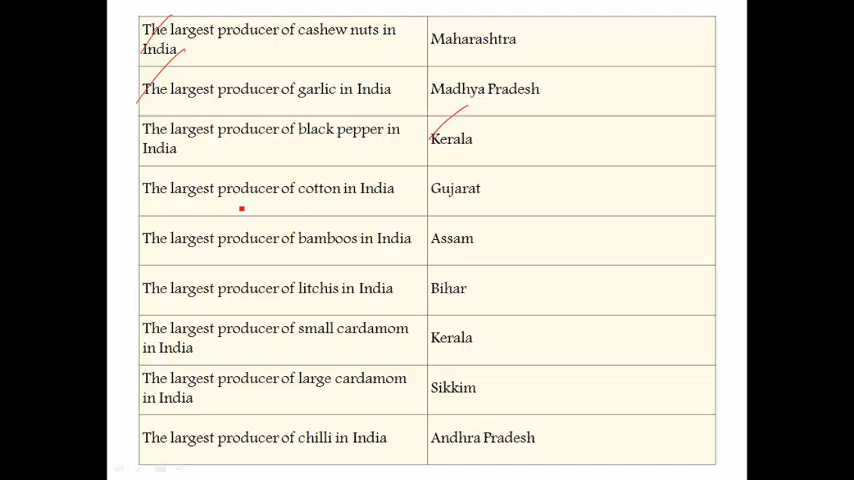 The largest producer of cashew nuts in
India
Maharashtra
The largest producer of garlic in India
Madhya Pradesh
The largest producer of black pepper in
India
Kerala
The largest producer of cotton in India
Gujarat
The largest producer of bamboos in India
Assam
The largest producer of litchis in India
Bihar
The largest producer of small cardamom
in India
Kerala
The largest producer of large cardamom
in India
Sikkim
The largest producer of chilli in India
Andhra Pradesh